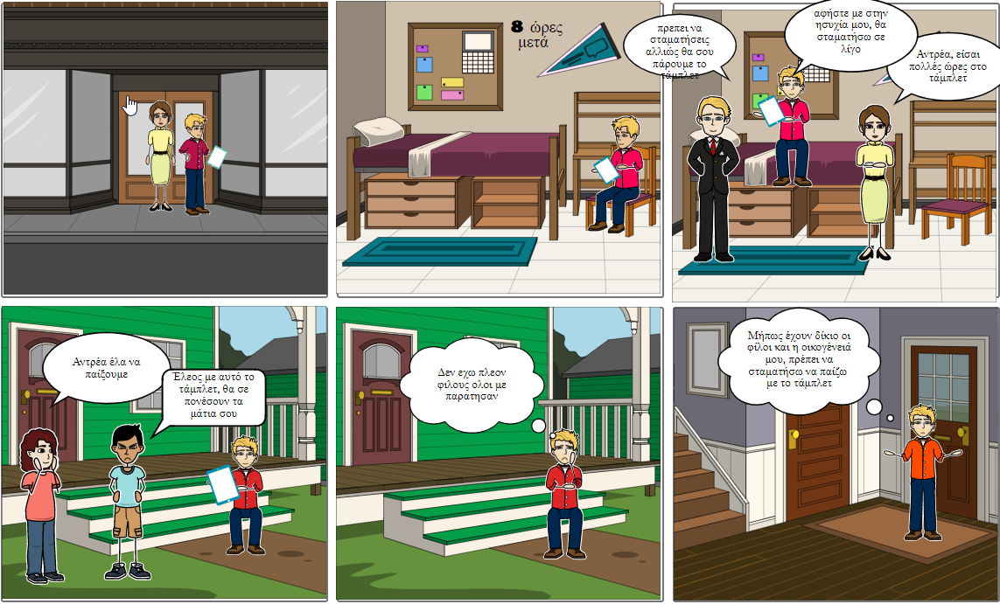 8 ώρες
μετά
πρεπει να
σταματήσεις
αλλιώς θα σου
πάρουμε το
τάμπλετ
αφήστε με στην
ησυχία μου, θα
σταματήσω σε
λίγο
Αντρέα, είσαι
πολλές ώρες στο
τάμπλετ
Αντρέα έλα να
παίξουμε
Έλεος με αυτό το
τάμπλετ, θα σε
πονέσουν τα
μάτια σου
Δεν εχω πλεον
φιλους ολοι με
παρατησαν
Μήπως έχουν δίκιο οι
φίλοι και η οικογένειά
μου, πρέπει να
σταματήσω να παίζω
με το τάμπλετ